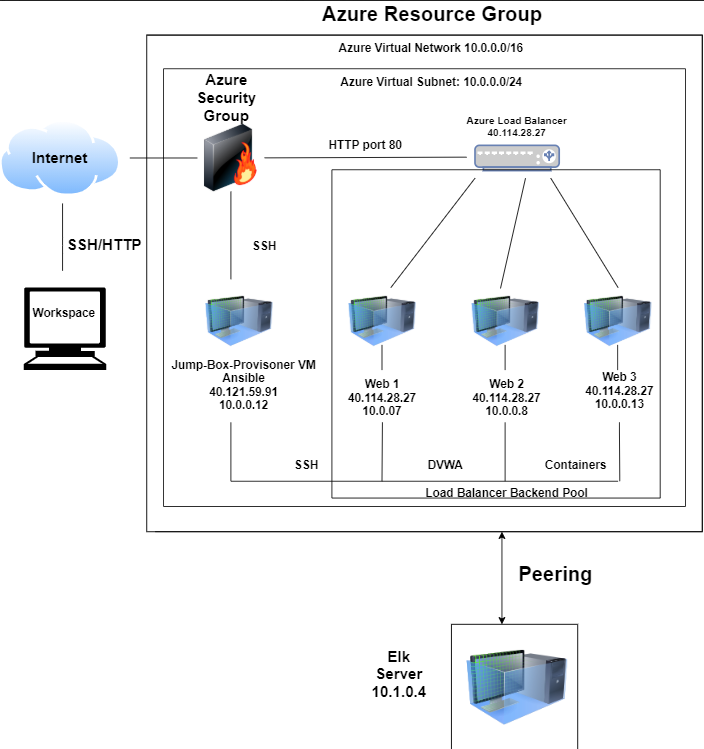 Azure Resource Group
Azure Virtual Network 10.0.0.0/16
Azure Virtual Subnet: 10.0.0.0/24
Azure
Security
Group
Azure Load Balancer
40.114.28.27
HTTP port 80
Internet
SSH/HTTP
SSH
Workspace
Jump-Box-Provisoner VM
Ansible
40.121.59.91
10.0.0.12
Web 1
40.114.28.27
10.0.07
Web 2
40.114.28.27
10.0.0.8
Web 3
40.114.28.27
10.0.0.13
SSH
DVWA
Containers
Load Balancer Backend Pool
Peering
Elk
Server
10.1.0.4